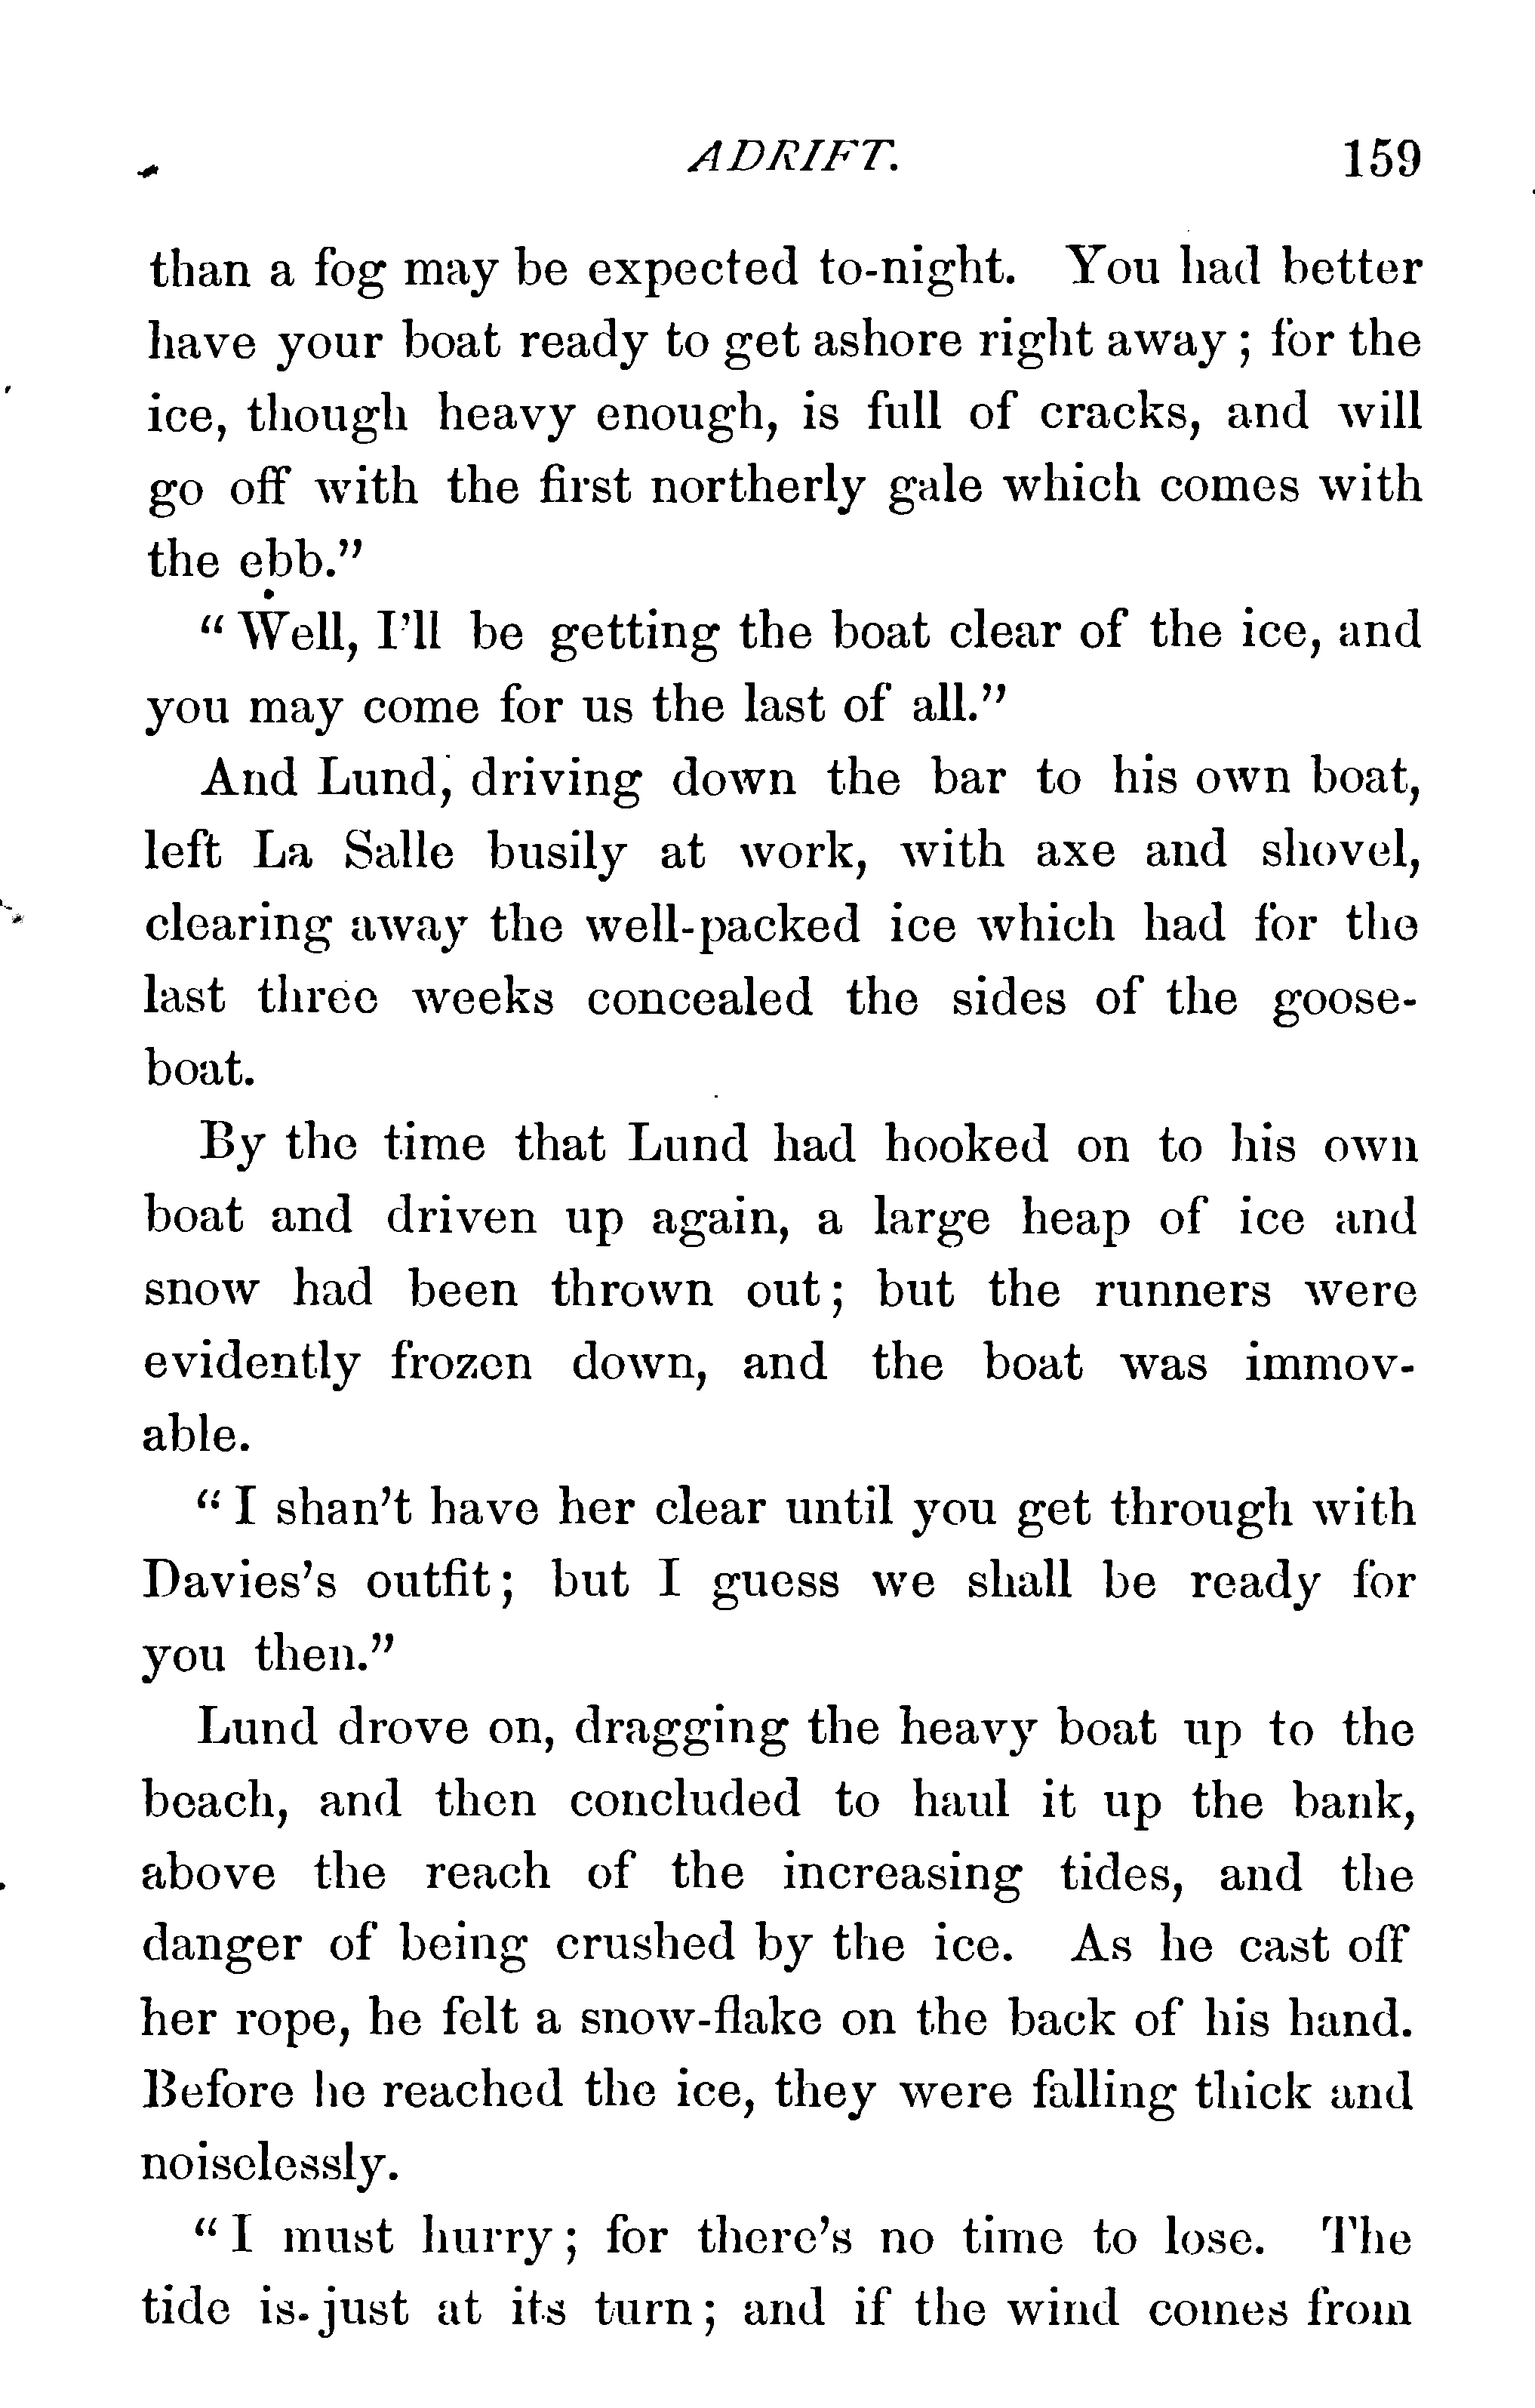 ADRIFT. 159
than a fog may be expected to-night. You had better
have your boat ready to get ashore right away; for the
ice, though heavy enough, is full of cracks, and will
go off with the first northerly gale which comes with
the ebb.”
“Well, I’ll be getting the boat clear of the ice, and
you may come for us the last of all.”
And Lund, driving down the bar to his own boat,
left La Salle busily at work, with axe and shovel,
clearing away the well-packed ice which had for the
last three weeks concealed the sides of the goose-
boat.
By the time that Lund had hooked on to his own
boat and driven up again, a large heap of ice and
snow had been thrown out; but the runners were
evidently frozen down, and the boat was immov-
able.
“I shan’t have her clear until you get through with
Davies’s outfit; but I guess we shall be ready for
you then.”
Lund drove on, dragging the heavy boat up to the
beach, and then concluded to haul it up the bank,
above the reach of the increasing tides, and the
danger of being crushed by the ice. As he cast off
her rope, he felt a snow-flake on the back of his hand.
Before he reached the ice, they were falling thick and
noiselessly.
“I must hurry; for there’s no time to lose. The
tide is just at its turn; and if the wind comes from